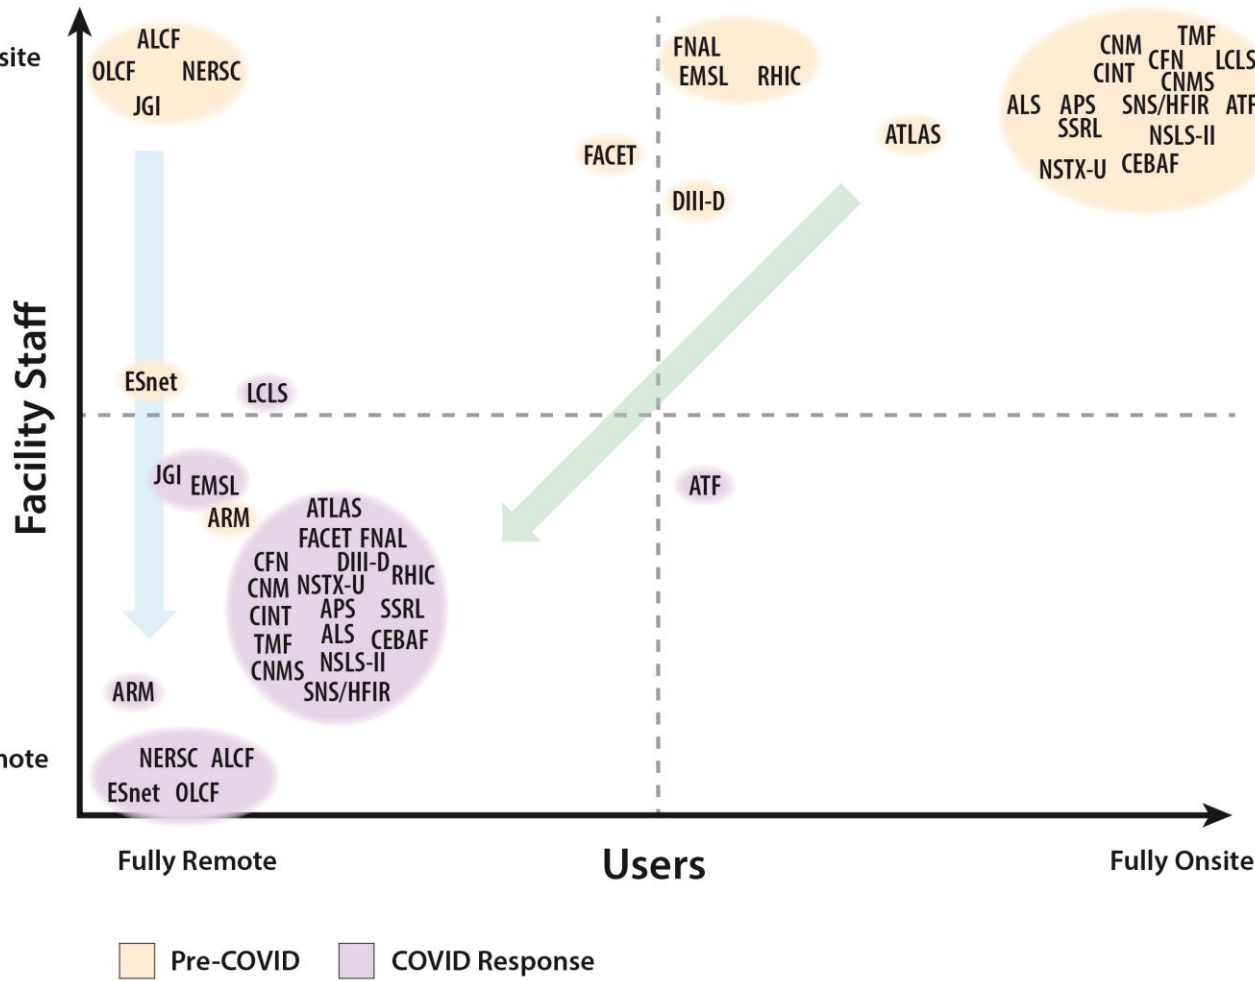 ALCF
OLCF NERSC
JGI
FNAL
EMSL RHIC
FACET
DIII-D
ATLAS
TMF
CNM
CFN LCLS
CINT
CNMS
ALS APS SNS/HFIR ATF
SSRL
NSLS-II
NSTX-U CEBAF
site
Facility Staff
ESnet
LCLS
JGI
EMSL
ARM
ATF
ATLAS
FACET FNAL
CFN DIII-D
RHIC
CNM NSTX-U
CINT APS SSRL
TMF ALS CEBAF
CNMS NSLS-II
SNS/HFIR
ARM
NERSC ALCF
ESnet OLCF
note
Fully Remote Users Fully Onsite
Pre-COVID COVID Response